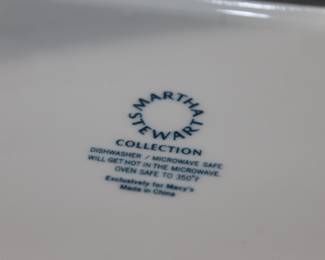 MARTHA
STEWART
COLLECTION
DISHWASHER / MICROWAVE SAFE
WILL GET HOT IN THE MICROWAVE.
OVEN SAFE TO 350°F
Exclusively for Macy's
Made in China